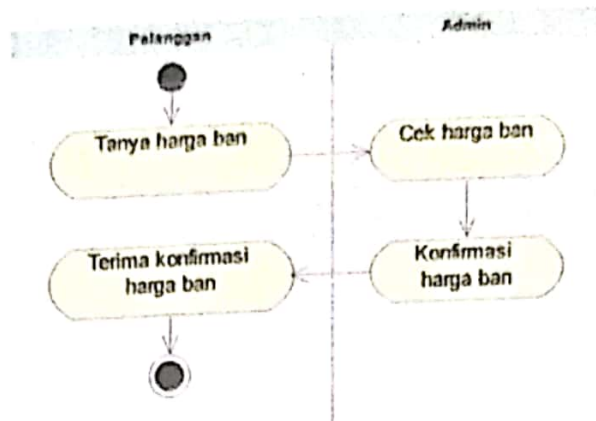 Pelanggan
Admin
Tanya harga ban
Cek harga ban
Terima konfirmasi
harga ban
Konfirmasi
harga ban